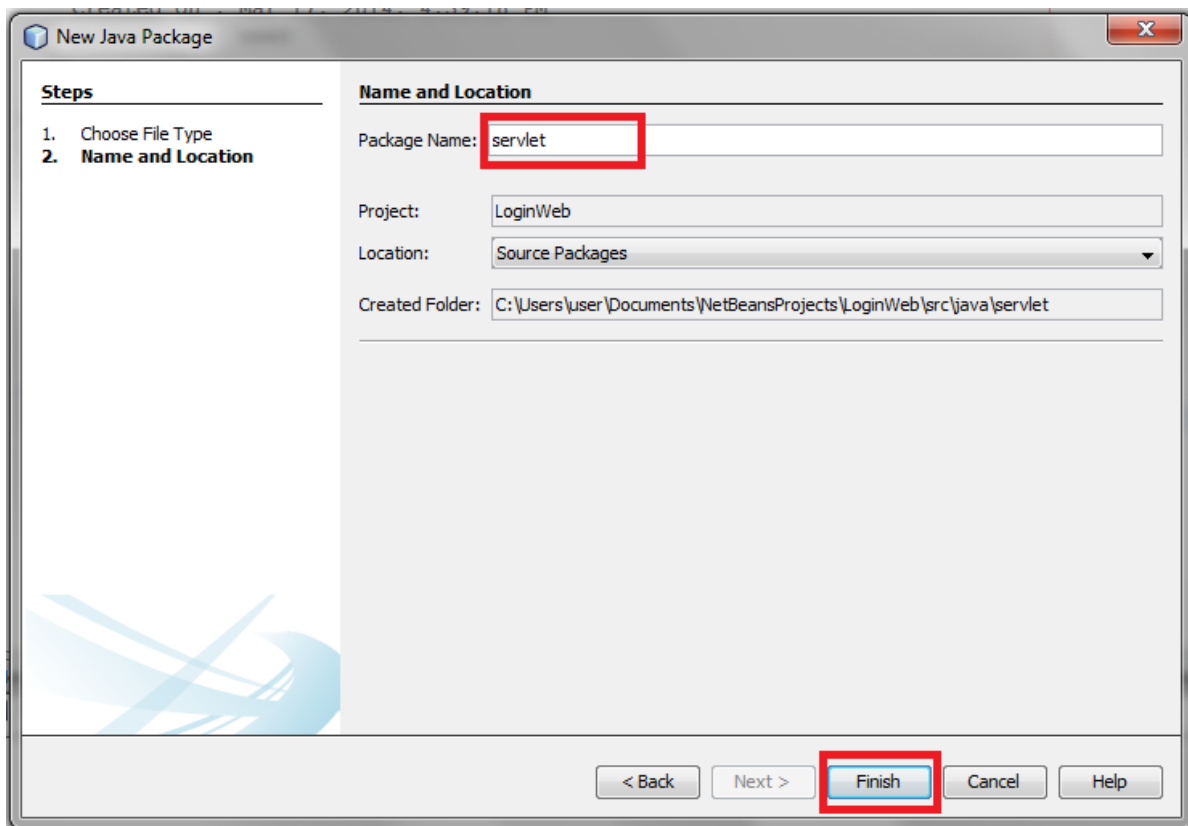 New Java Package
X
Steps
1. Choose File Type
2. Name and Location
Name and Location
Package Name: servlet
Project: LoginWeb
Location: Source Packages
Created Folder: C:\Users\user\Documents\NetBeansProjects\LoginWeb\src\java\servlet
< Back Next > Finish Cancel Help